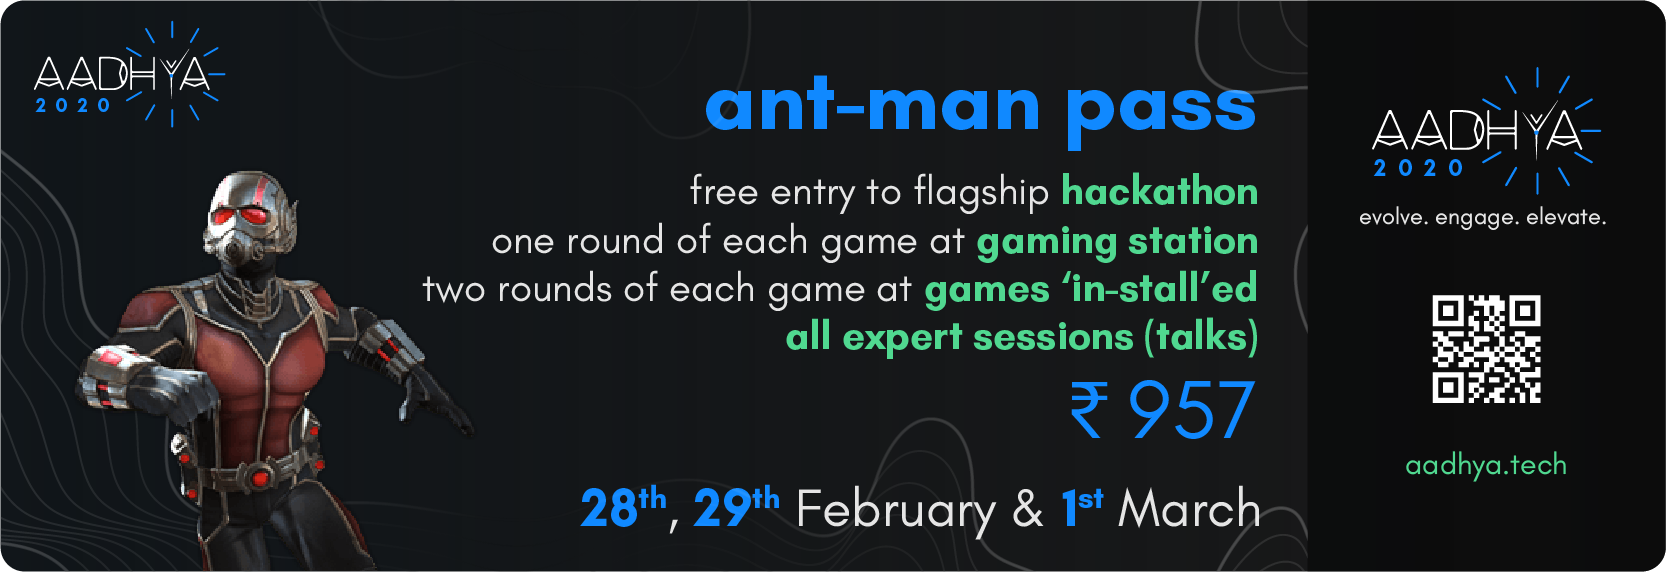 AADHYA
2020
ant-man pass
free entry to flagship hackathon
one round of each game at gaming station
two rounds of each game at games ‘in-stall’ed
all expert sessions (talks)
₹ 957
28th, 29th February & 1st March
AADHYA
2020
evolve. engage. elevate.
aadhya.tech